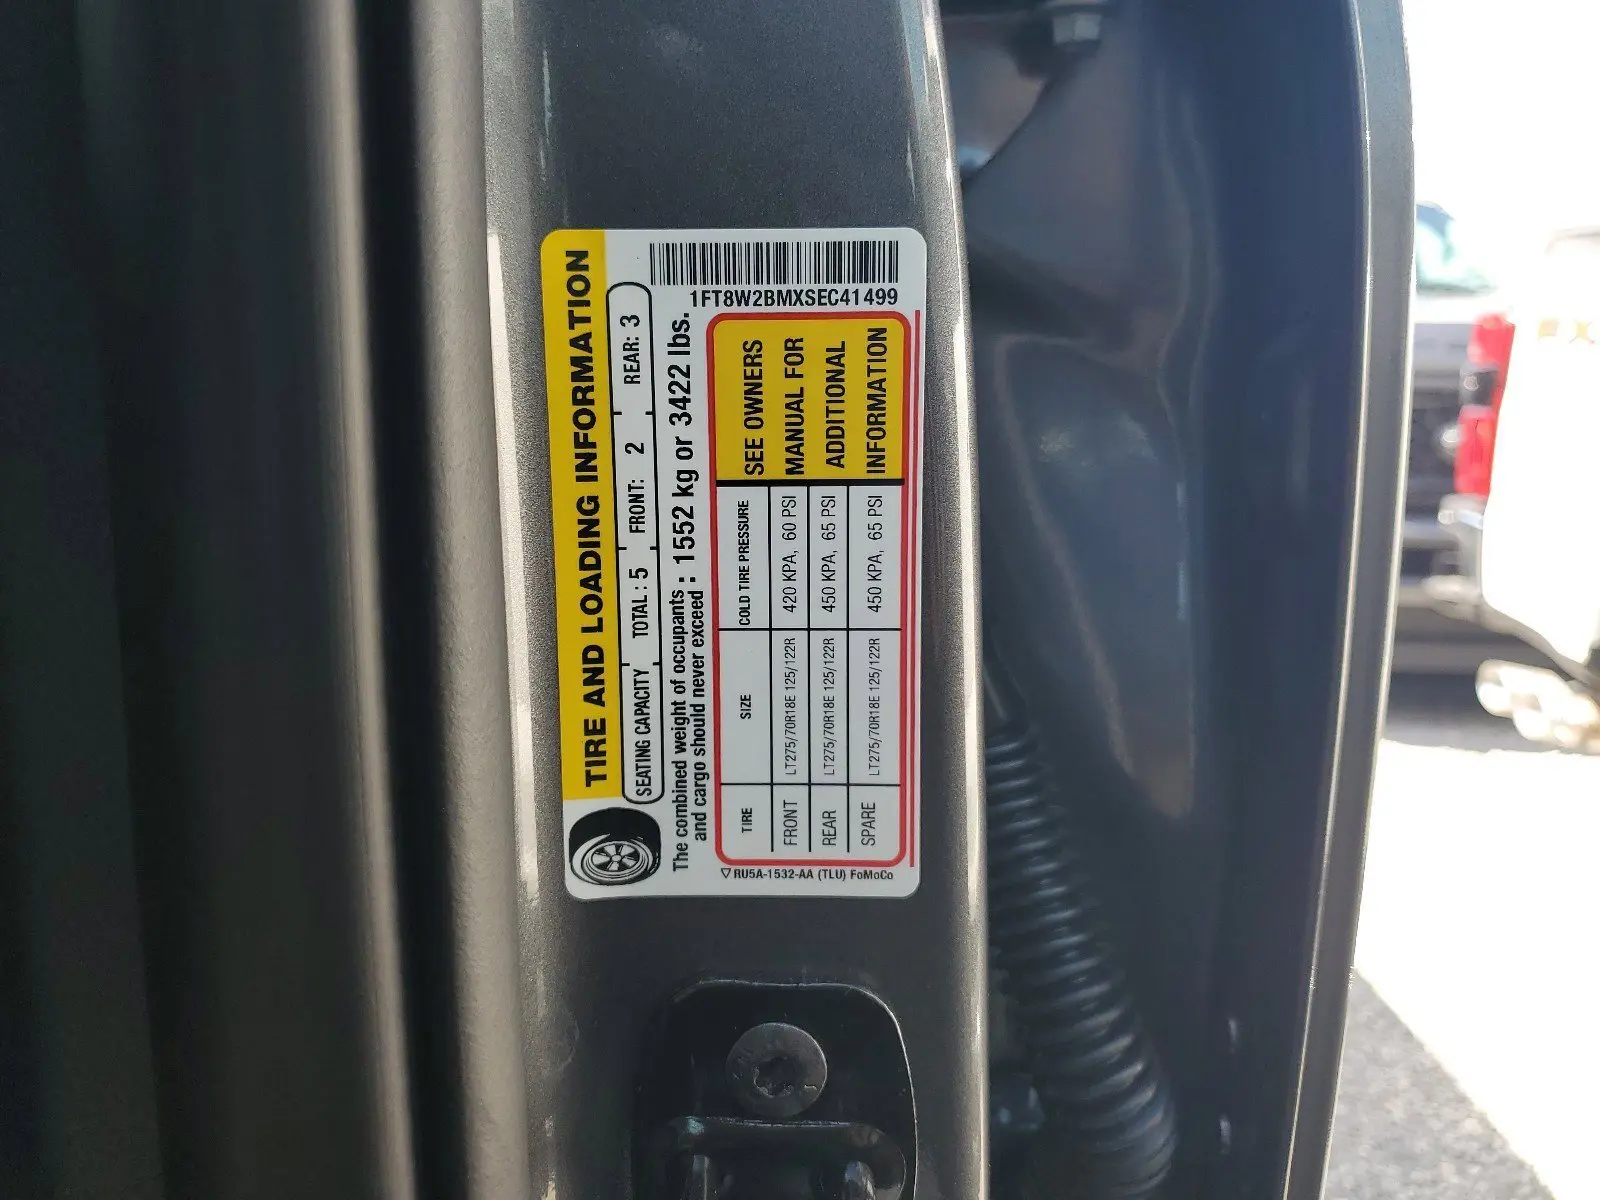 1FT8W2BMXSEC41499
TIRE AND LOADING INFORMATION
SEATING CAPACITY TOTAL : 5 FRONT: 2 REAR: 3
The combined weight of occupants
and cargo should never exceed : 1552 kg or 3422 lbs.
TIRE SIZE COLD TIRE PRESSURE
FRONT LT275/70R18E 125/122R 420 KPA, 60 PSI
REAR LT275/70R18E 125/122R 450 KPA, 65 PSI
SPARE LT275/70R18E 125/122R 450 KPA, 65 PSI
SEE OWNERS
MANUAL FOR
ADDITIONAL
INFORMATION
RU5A-1532-AA (TLU) FoMoCo
EX